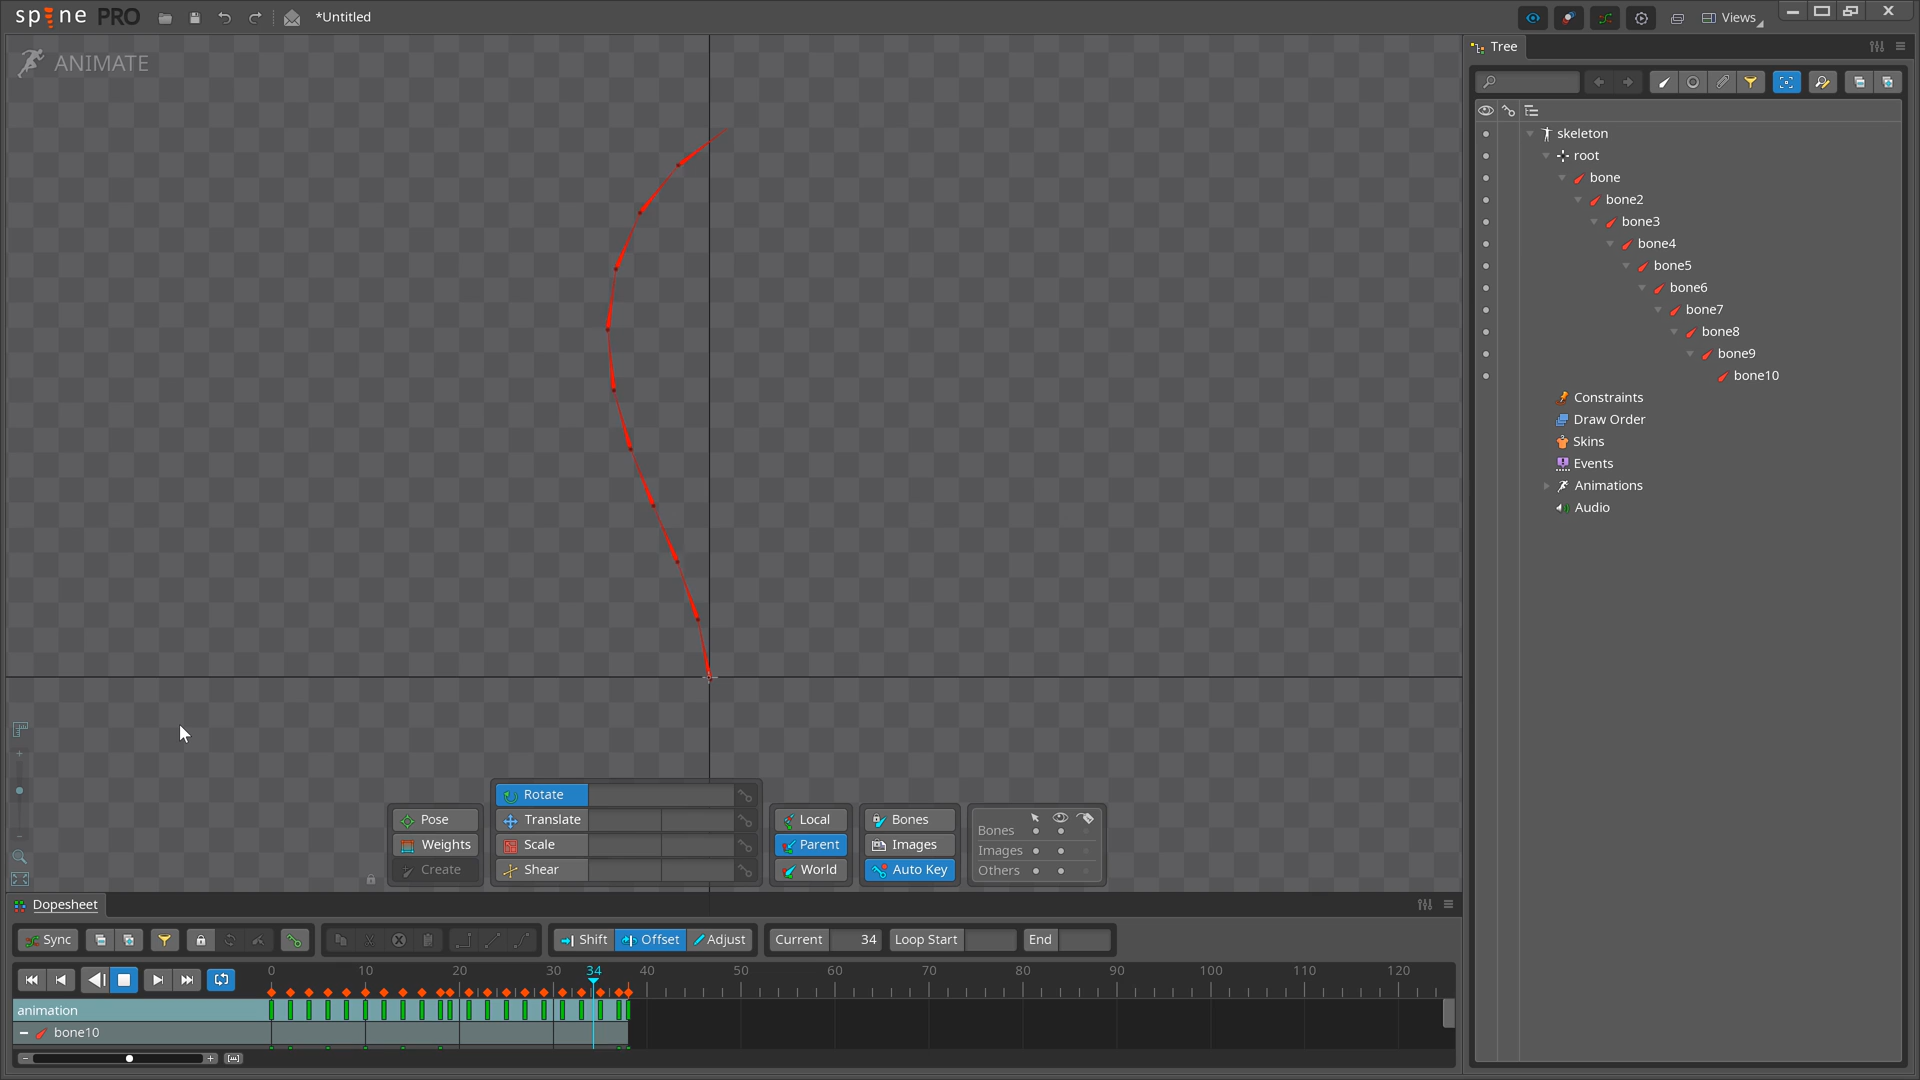 spine PRO
*Untitled
Views
ANIMATE
Tree
skeleton
root
bone
bone2
bone3
bone4
bone5
bone6
bone7
bone8
bone9
bone10
Constraints
Draw Order
Skins
Events
Animations
Audio
Pose
Weights
Create
Rotate
Translate
Scale
Shear
Local
Parent
World
Bones
Images
Auto Key
Bones
Images
Others
Dopesheet
Sync
Shift
Offset
Adjust
Current 34
Loop Start
End
0 10 20 30 34 40 50 60 70 80 90 100 110 120
animation
bone10